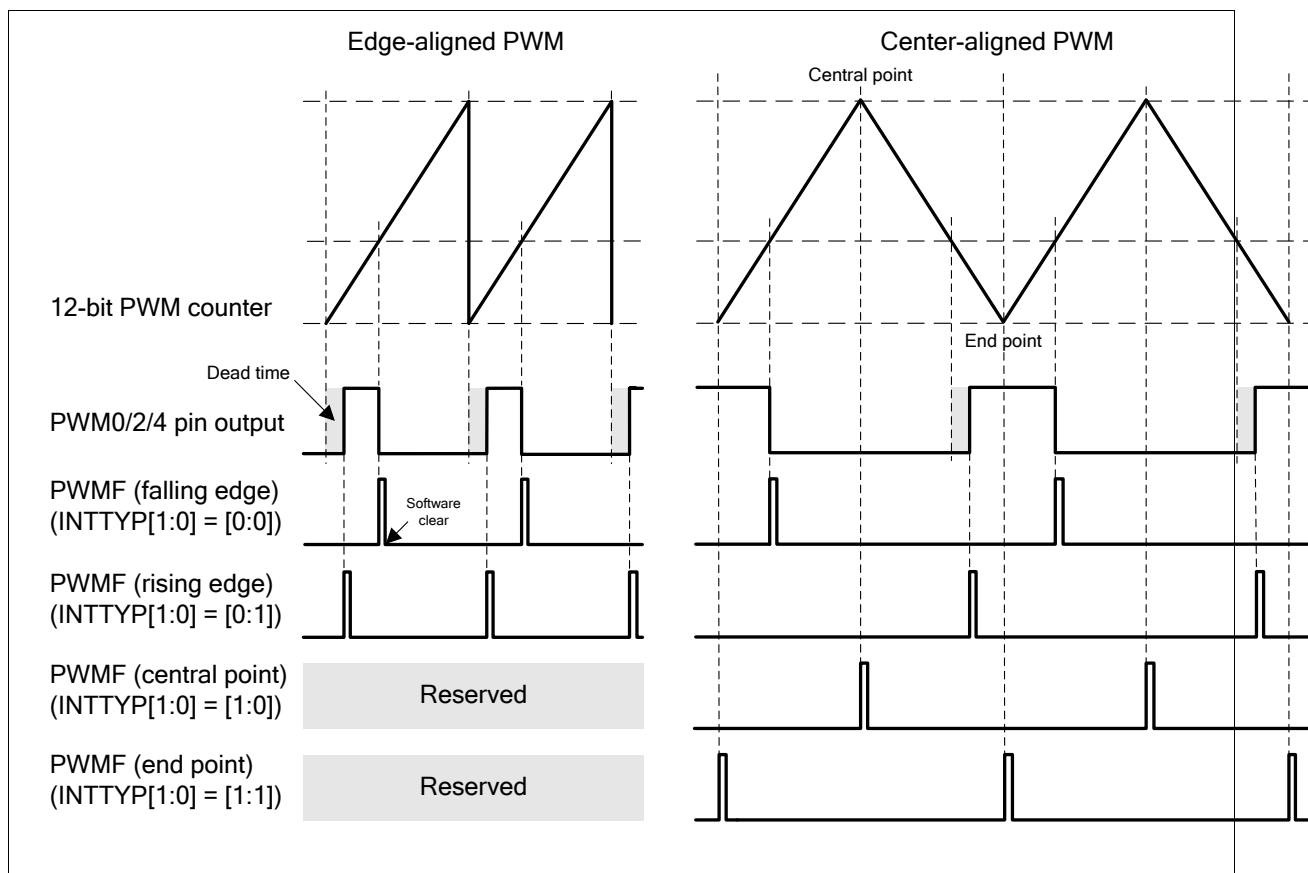 Edge-aligned PWM
Center-aligned PWM
Central point
12-bit PWM counter
End point
Dead time
PWM0/2/4 pin output
PWMF (falling edge)
(INTTYP[1:0] = [0:0])
Software
clear
PWMF (rising edge)
(INTTYP[1:0] = [0:1])
PWMF (central point)
(INTTYP[1:0] = [1:0])
Reserved
PWMF (end point)
(INTTYP[1:0] = [1:1])
Reserved